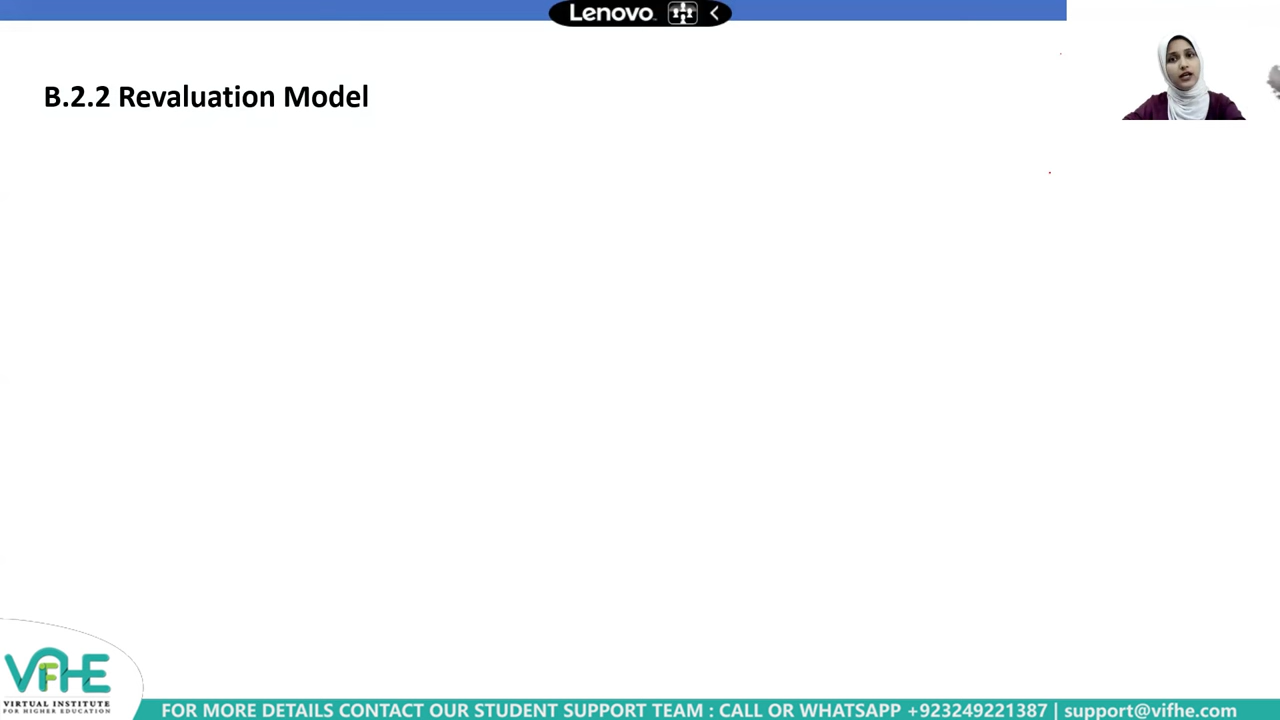 Lenovo
B.2.2 Revaluation Model
VFHE
VIRTUAL INSTITUTE
FOR HIGHER EDUCATION
FOR MORE DETAILS CONTACT OUR STUDENT SUPPORT TEAM : CALL OR WHATSAPP +923249221387 | support@vifhe.com